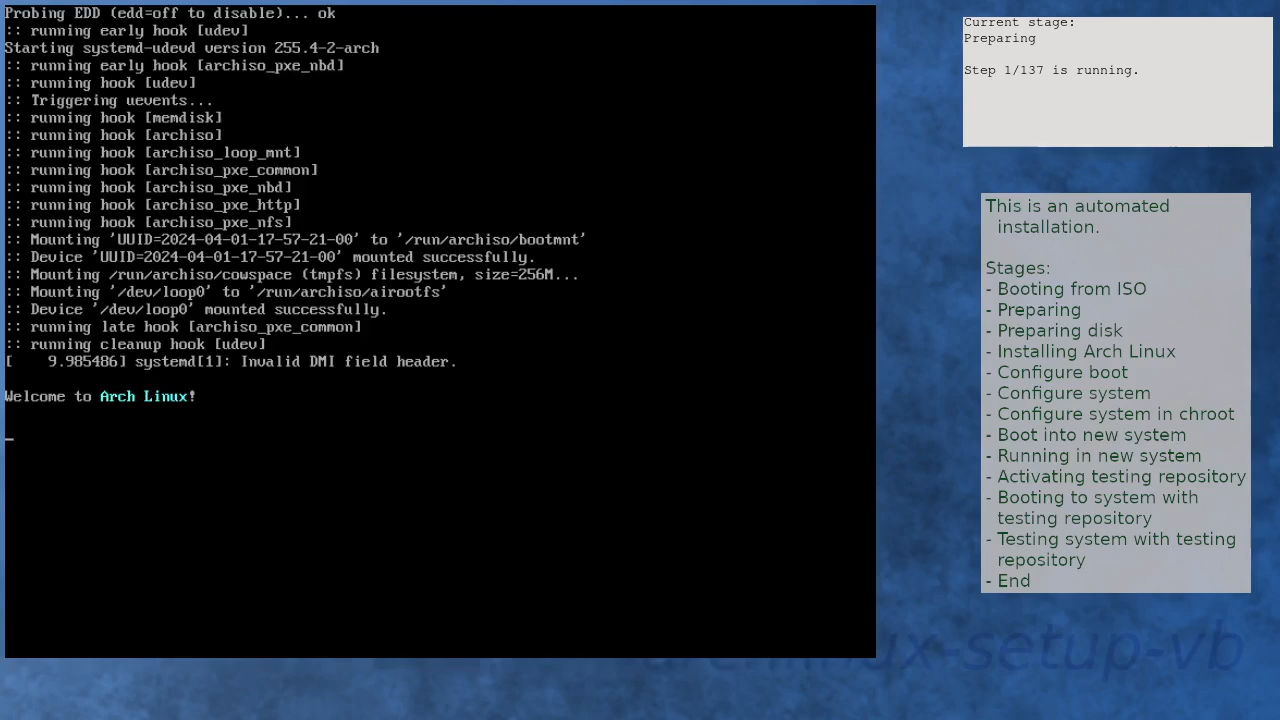 Probing EDD (edd=off to disable)... ok
:: running early hook [udev]
Starting systemd-udevd version 255.4-2-arch
:: running early hook [archiso_pxe_nbd]
:: running hook [udev]
:: Triggering uevents...
:: running hook [memdisk]
:: running hook [archiso]
:: running hook [archiso_loop_mnt]
:: running hook [archiso_pxe_common]
:: running hook [archiso_pxe_nbd]
:: running hook [archiso_pxe_http]
:: running hook [archiso_pxe_nfs]
:: Mounting 'UUID=2024-04-01-17-57-21-00' to '/run/archiso/bootmnt'
:: Device 'UUID=2024-04-01-17-57-21-00' mounted successfully.
:: Mounting /run/archiso/cowspace (tmpfs) filesystem, size=256M...
:: Mounting '/dev/loop0' to '/run/archiso/airootfs'
:: Device '/dev/loop0' mounted successfully.
:: running late hook [archiso_pxe_common]
:: running cleanup hook [udev]
[    9.985486] systemd[1]: Invalid DMI field header.
Welcome to Arch Linux!
_
Current stage:
Preparing
Step 1/137 is running.
This is an automated
installation.
Stages:
- Booting from ISO
- Preparing
- Preparing disk
- Installing Arch Linux
- Configure boot
- Configure system
- Configure system in chroot
- Boot into new system
- Running in new system
- Activating testing repository
- Booting to system with
testing repository
- Testing system with testing
repository
- End